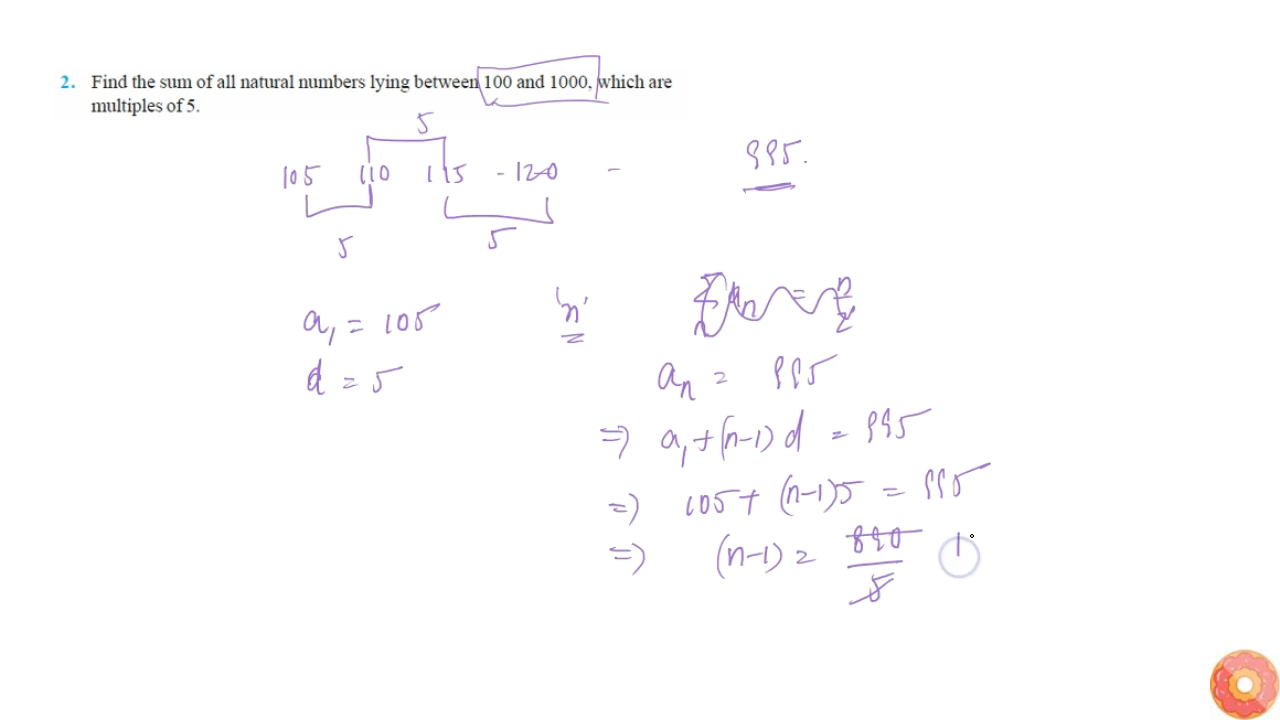 2. Find the sum of all natural numbers lying between 100 and 1000, which are
multiples of 5.
5
105 110 115 - 120 - 995.
5 5
a₁ = 105 'n'
d = 5 aₙ = 995
=> a₁ + (n-1) d = 995
=> 105 + (n-1)5 = 995
=> (n-1) = 890/5 1